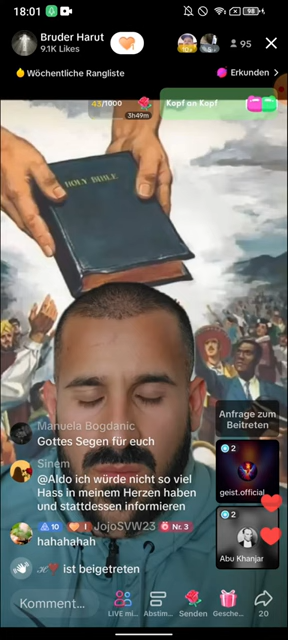 18:01
98
Bruder Harut
9.1K Likes
95
Wöchentliche Rangliste
Erkunden
43/1000
3h49m
Kopf an Kopf
HOLY BIBLE
Manuela Bogdanic
Gottes Segen für euch
Sinem
@Aldo ich würde nicht so viel
Hass in meinem Herzen haben
und stattdessen informieren
10 I JojoSVW23 Nr. 3
hahahahah
ist beigetreten
Anfrage zum
Beitreten
2
geist.official
2
Abu Khanjar
Komment...
LIVE mi...
Abstim...
Senden
Gesche...
20